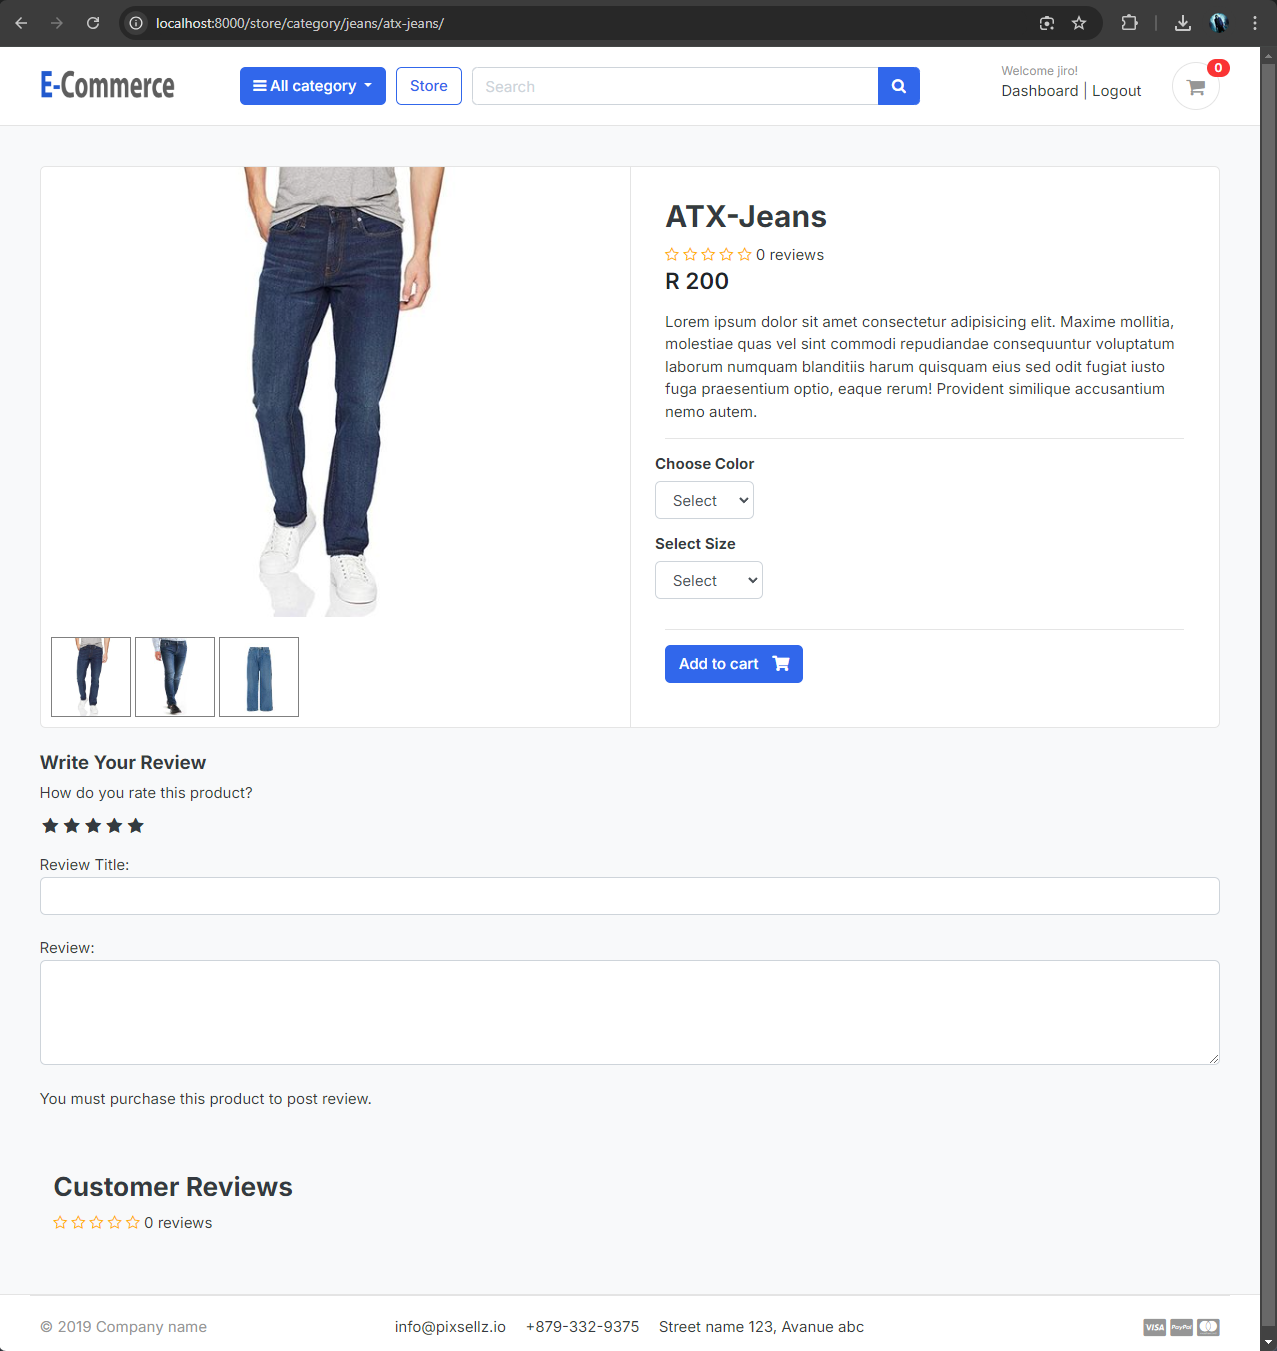 localhost:8000/store/category/jeans/atx-jeans/
E-Commerce
All category
Store
Search
Welcome jiro!
Dashboard | Logout
0
ATX-Jeans
0 reviews
R 200
Lorem ipsum dolor sit amet consectetur adipisicing elit. Maxime mollitia,
molestiae quas vel sint commodi repudiandae consequuntur voluptatum
laborum numquam blanditiis harum quisquam eius sed odit fugiat iusto
fuga praesentium optio, eaque rerum! Provident similique accusantium
nemo autem.
Choose Color
Select
Select Size
Select
Add to cart
Write Your Review
How do you rate this product?
Review Title:
Review:
You must purchase this product to post review.
Customer Reviews
0 reviews
© 2019 Company name
info@pixsellz.io
+879-332-9375
Street name 123, Avanue abc
VISA
PayPal